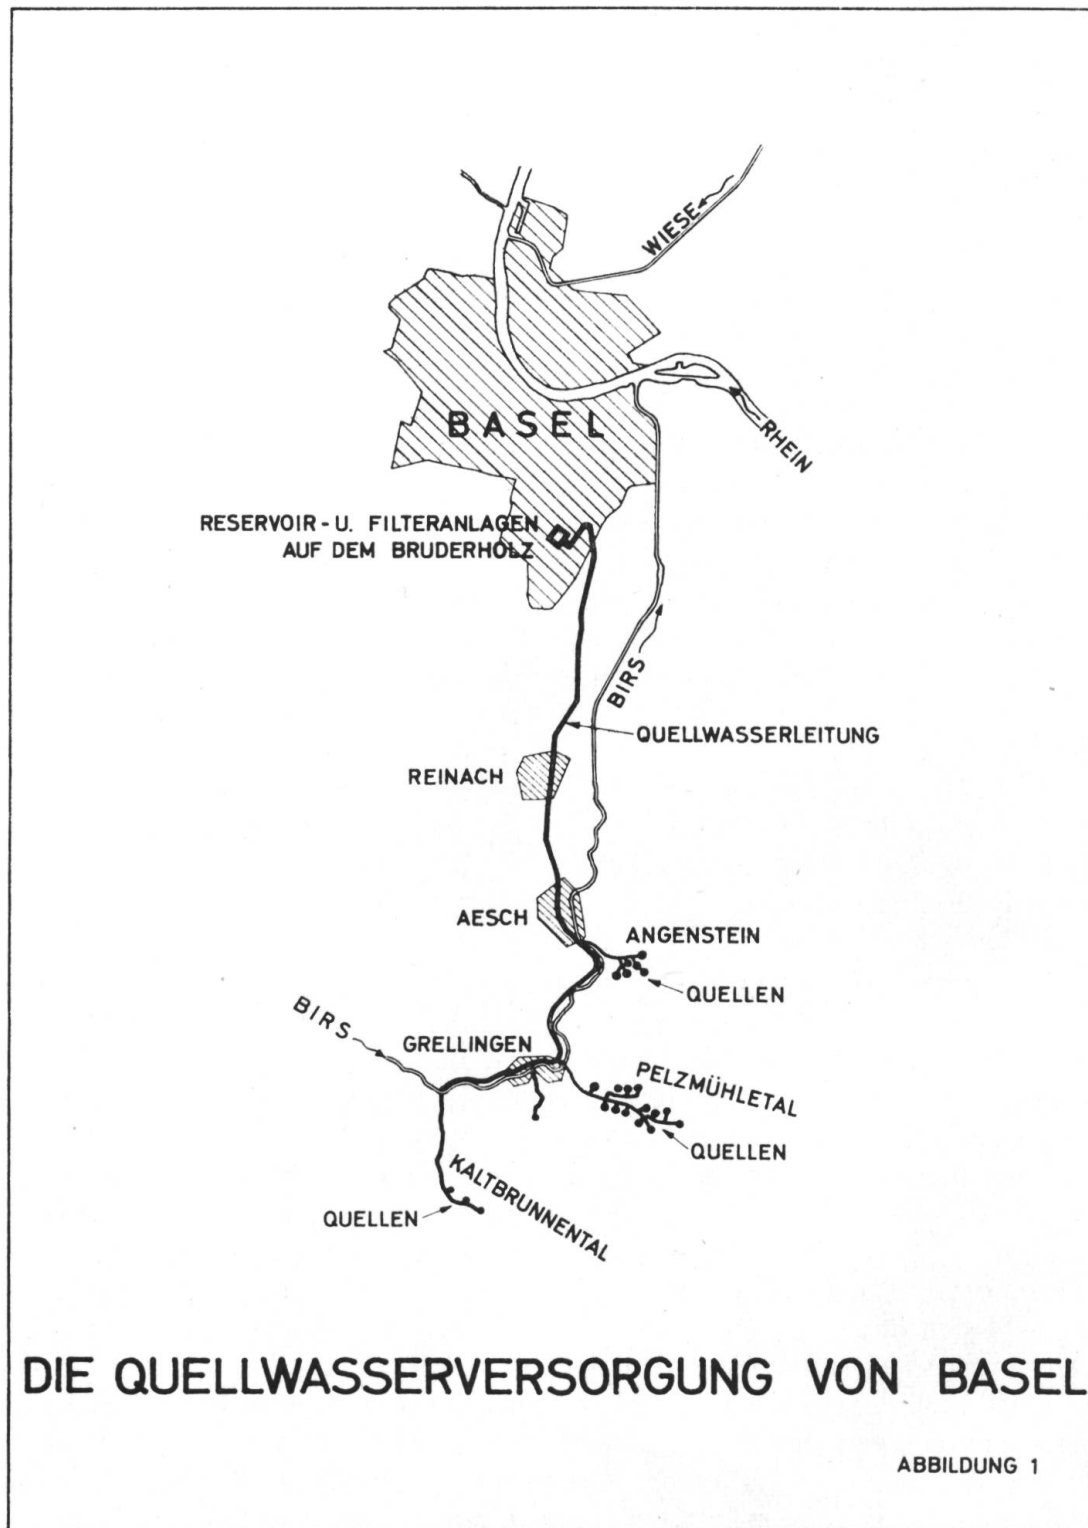 WIESE
BASEL
RHEIN
RESERVOIR - U. FILTERANLAGEN
AUF DEM BRUDERHOLZ
BIRS
QUELLWASSERLEITUNG
REINACH
AESCH
ANGENSTEIN
QUELLEN
BIRS
GRELLINGEN
PELZMÜHLETAL
QUELLEN
KALTBRUNNENTAL
QUELLEN
DIE QUELLWASSERVERSORGUNG VON BASEL
ABBILDUNG 1